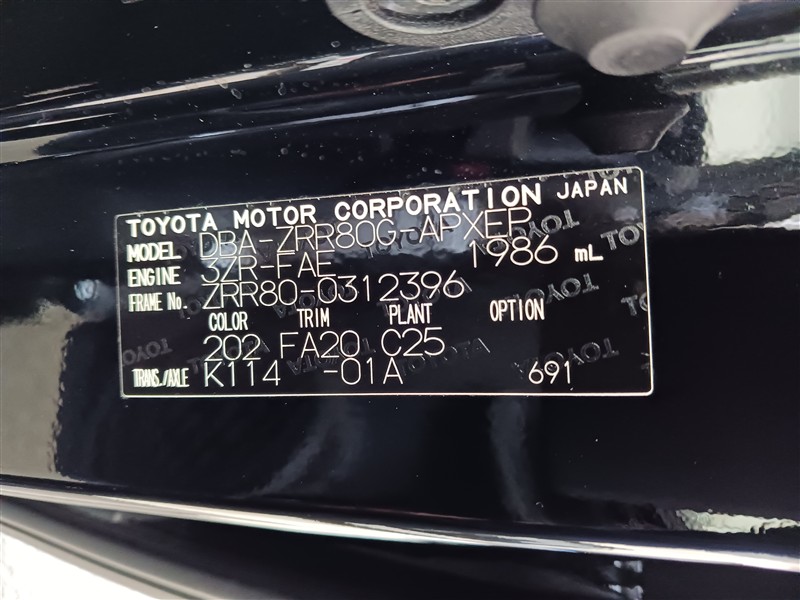 TOYOTA MOTOR CORPORATION JAPAN
MODEL DBA-ZRR80G-APXEP
ENGINE 3ZR-FAE 1986 mL
FRAME No. ZRR80-0312396
COLOR TRIM PLANT OPTION
202 FA20 C25
TRANS./AXLE K114 -01A 691